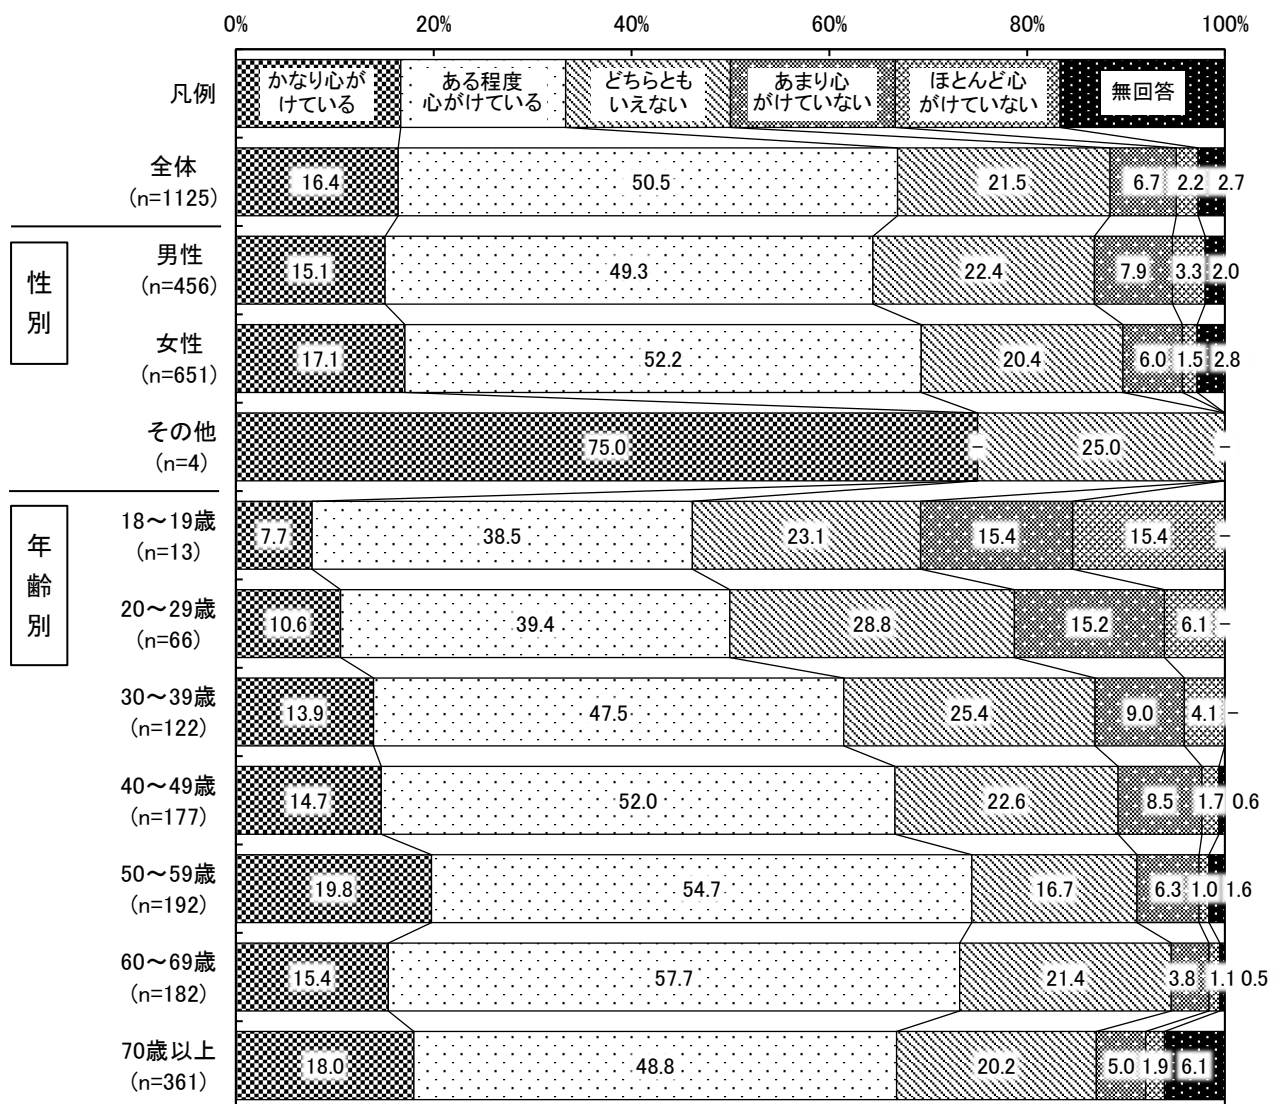 0% 20% 40% 60% 80% 100%
凡例
かなり心が
けている
ある程度
心がけている
どちらとも
いえない
あまり心
がけていない
ほとんど心
がけていない
無回答
全体
(n=1125)
16.4 50.5 21.5 6.7 2.2 2.7
性別
男性
(n=456)
15.1 49.3 22.4 7.9 3.3 2.0
女性
(n=651)
17.1 52.2 20.4 6.0 1.5 2.8
その他
(n=4)
75.0 - 25.0 -
年齢別
18～19歳
(n=13)
7.7 38.5 23.1 15.4 15.4 -
20～29歳
(n=66)
10.6 39.4 28.8 15.2 6.1 -
30～39歳
(n=122)
13.9 47.5 25.4 9.0 4.1 -
40～49歳
(n=177)
14.7 52.0 22.6 8.5 1.7 0.6
50～59歳
(n=192)
19.8 54.7 16.7 6.3 1.0 1.6
60～69歳
(n=182)
15.4 57.7 21.4 3.8 1.1 0.5
70歳以上
(n=361)
18.0 48.8 20.2 5.0 1.9 6.1